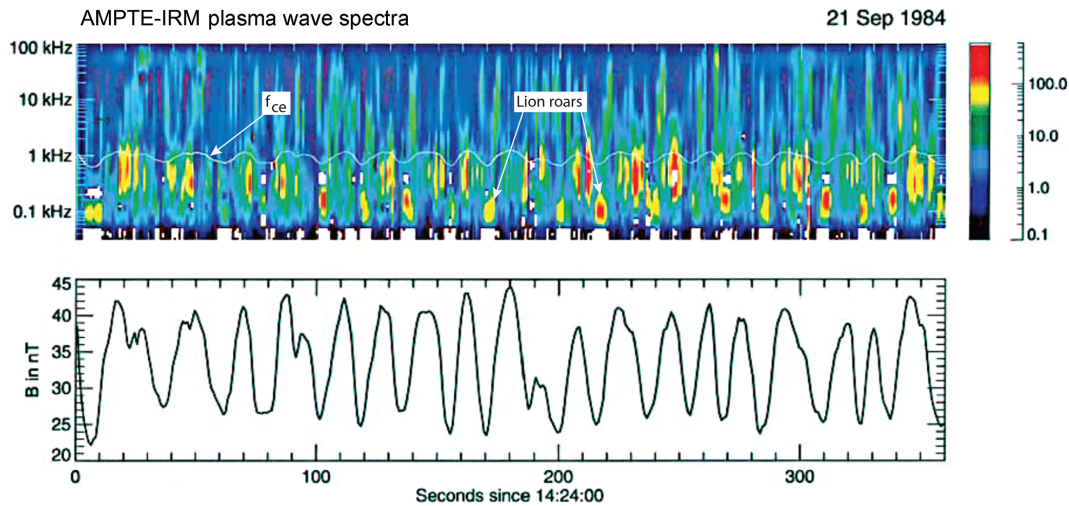 AMPTE-IRM plasma wave spectra
21 Sep 1984
100 kHz
10 kHz
1 kHz
0.1 kHz
fce
Lion roars
100.0
10.0
1.0
0.1
45
40
35
30
25
20
B in nT
0
100
200
300
Seconds since 14:24:00